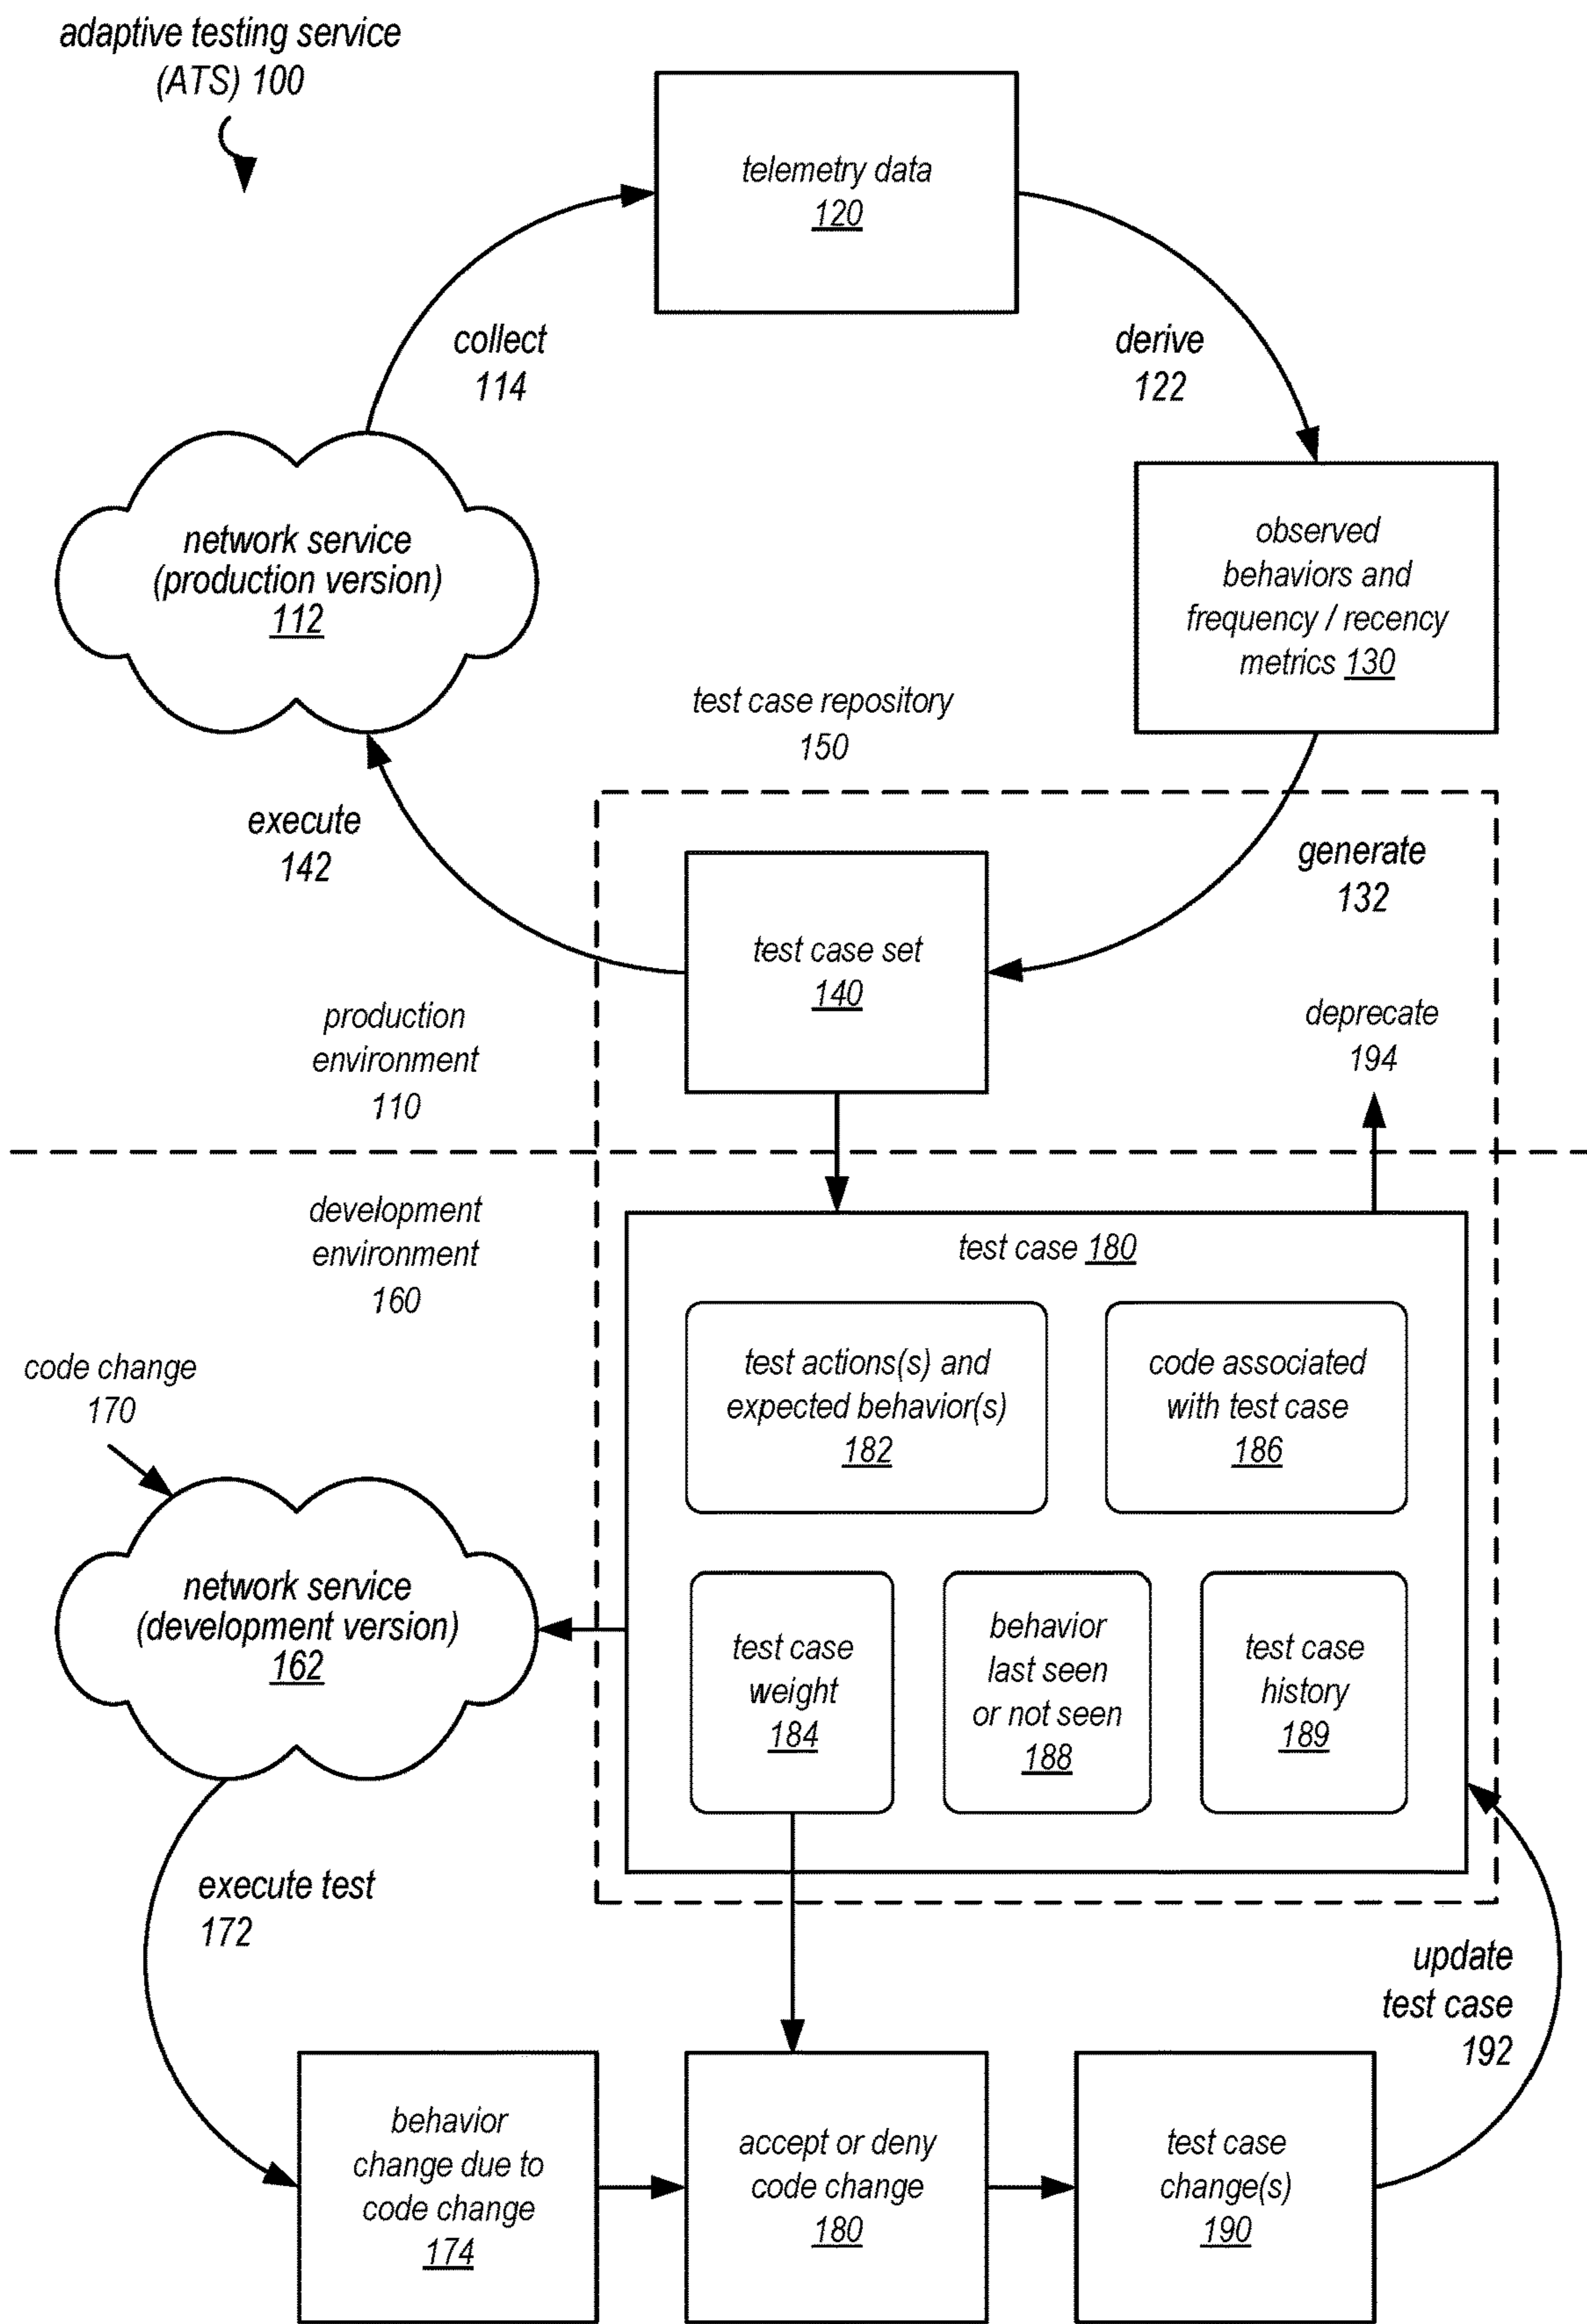 adaptive testing service
(ATS) 100
telemetry data
120
collect
114
derive
122
network service
(production version)
112
observed
behaviors and
frequency / recency
metrics 130
test case repository
150
execute
142
generate
132
test case set
140
production
environment
110
deprecate
194
development
environment
160
test case 180
test actions(s) and
expected behavior(s)
182
code associated
with test case
186
code change
170
network service
(development version)
162
test case
weight
184
behavior
last seen
or not seen
188
test case
history
189
execute test
172
update
test case
192
behavior
change due to
code change
174
accept or deny
code change
180
test case
change(s)
190